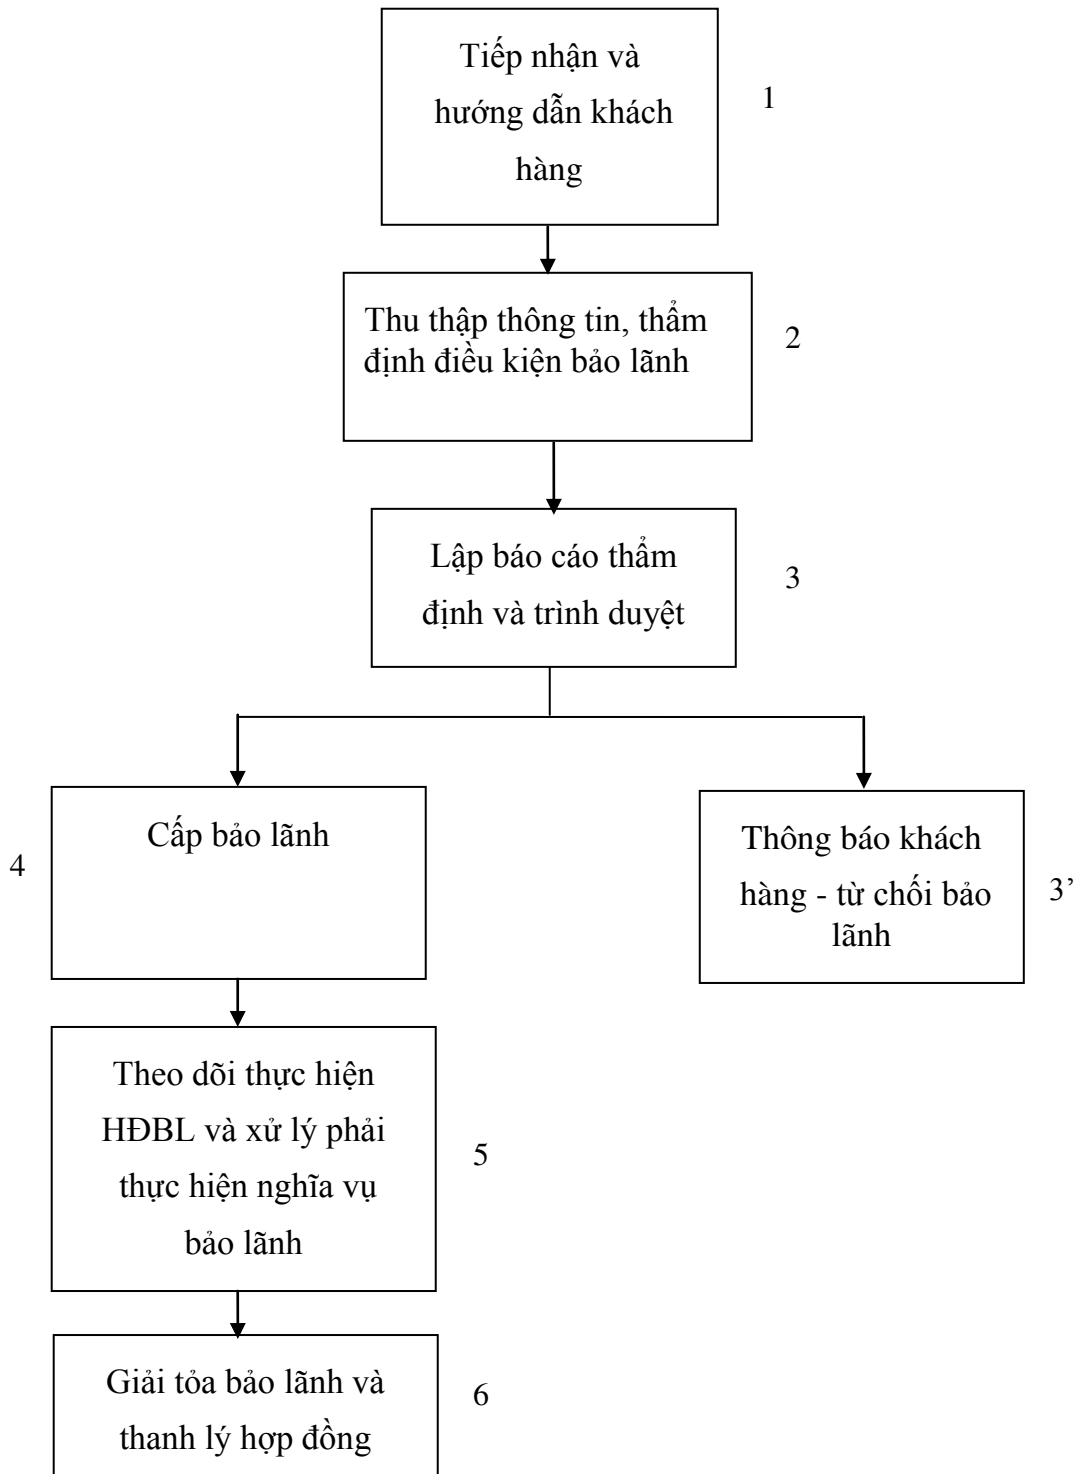 Tiếp nhận và
hướng dẫn khách
hàng
1
Thu thập thông tin, thẩm
định điều kiện bảo lãnh
2
Lập báo cáo thẩm
định và trình duyệt
3
Cấp bảo lãnh
4
Thông báo khách
hàng - từ chối bảo
lãnh
3’
Theo dõi thực hiện
HĐBL và xử lý phải
thực hiện nghĩa vụ
bảo lãnh
5
Giải tỏa bảo lãnh và
thanh lý hợp đồng
6